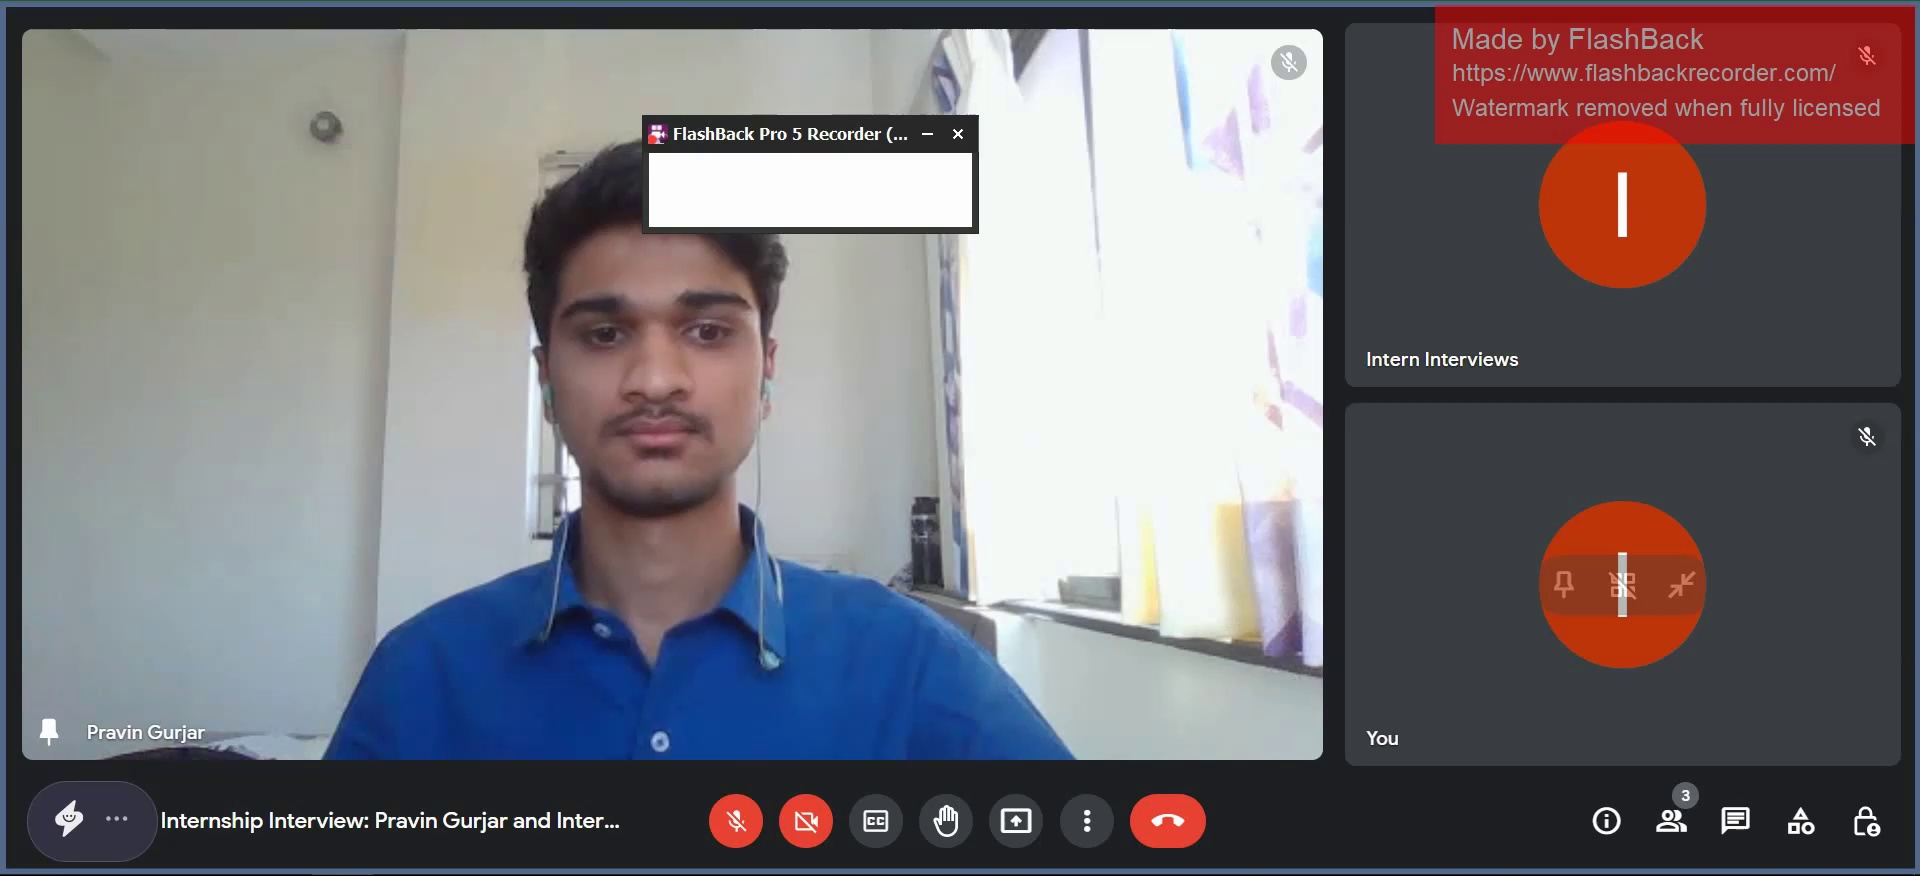 Made by FlashBack
https://www.flashbackrecorder.com/
Watermark removed when fully licensed
FlashBack Pro 5 Recorder (...
I
Intern Interviews
I
You
Pravin Gurjar
Internship Interview: Pravin Gurjar and Inter...
CC
3